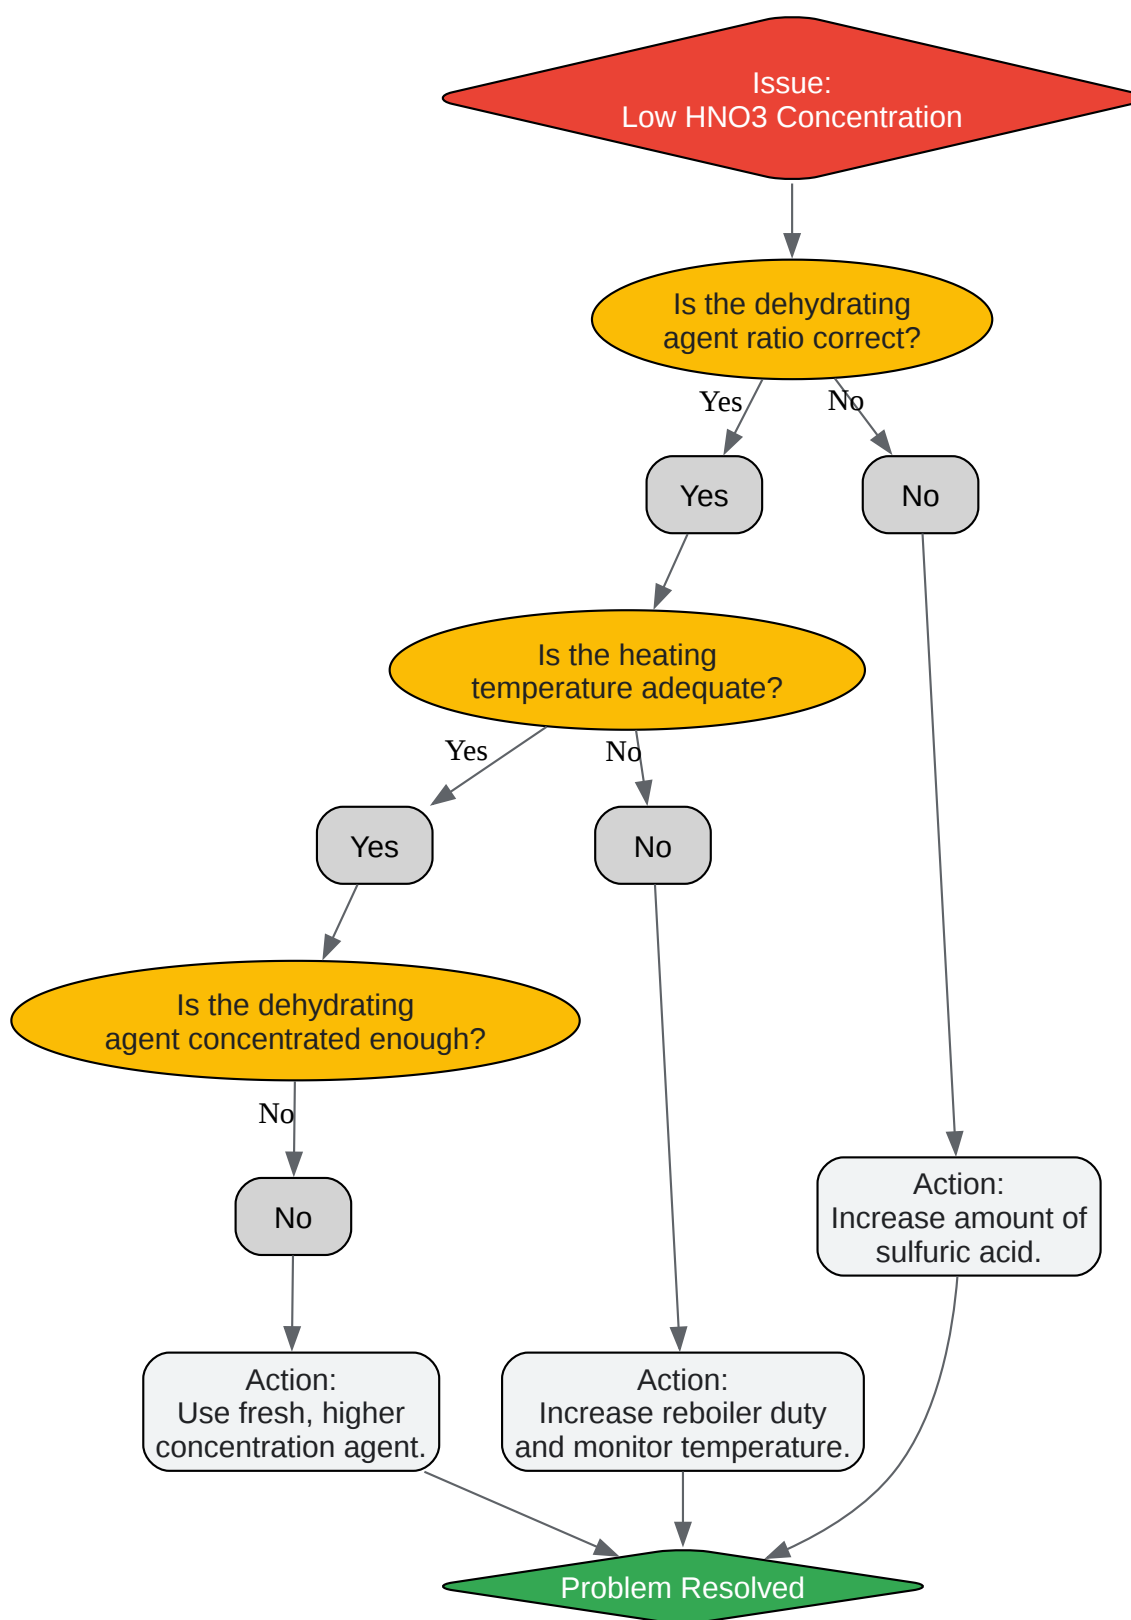 Issue:
Low HNO3 Concentration
Is the dehydrating
agent ratio correct?
Yes
No
Yes
No
Is the heating
temperature adequate?
Yes
No
Yes
No
Is the dehydrating
agent concentrated enough?
No
No
Action:
Increase amount of
sulfuric acid.
Action:
Use fresh, higher
concentration agent.
Action:
Increase reboiler duty
and monitor temperature.
Problem Resolved